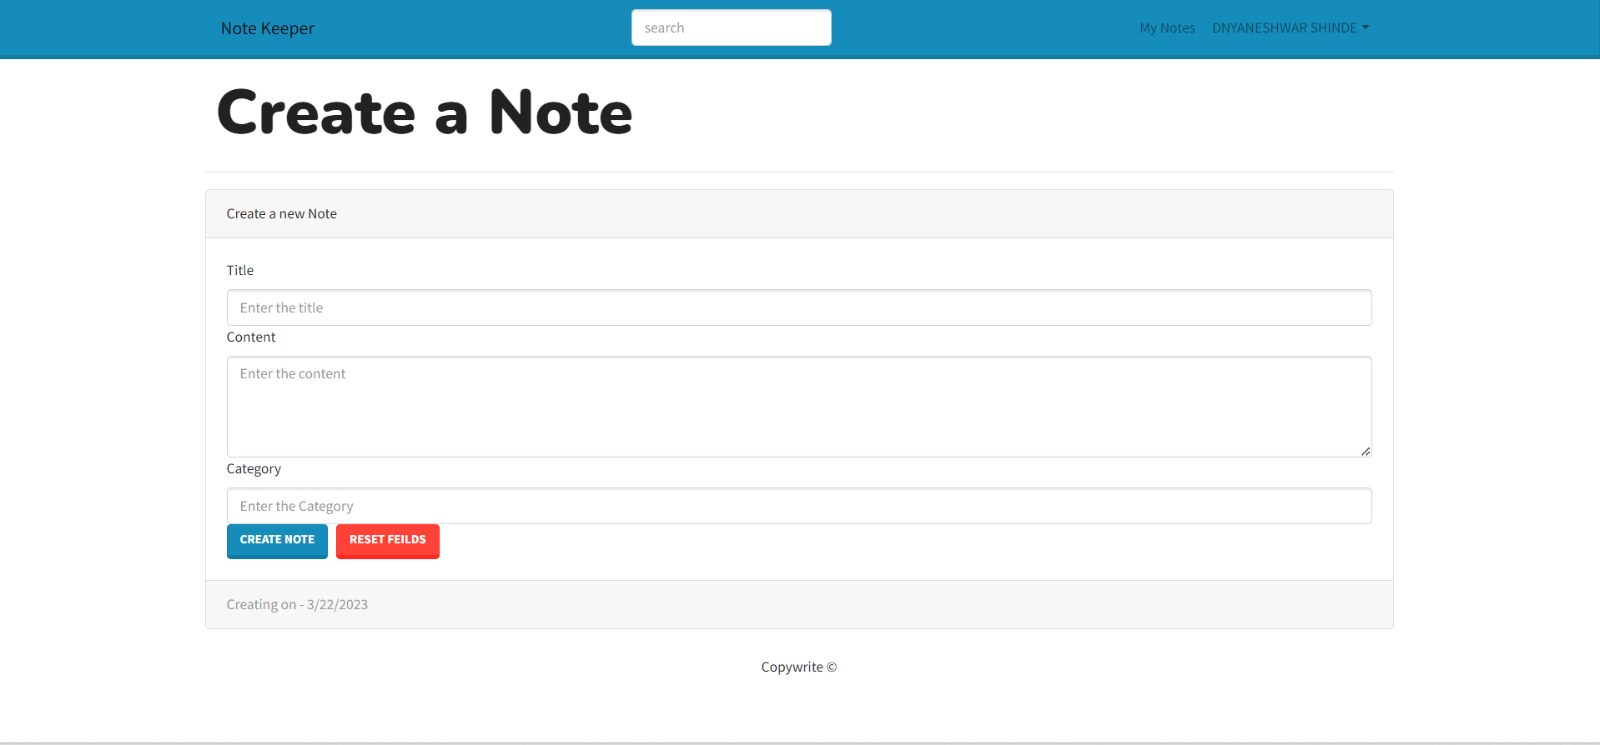 Note Keeper
search
My Notes
DNYANESHWAR SHINDE
Create a Note
Create a new Note
Title
Enter the title
Content
Enter the content
Category
Enter the Category
CREATE NOTE
RESET FEILDS
Creating on - 3/22/2023
Copywrite ©